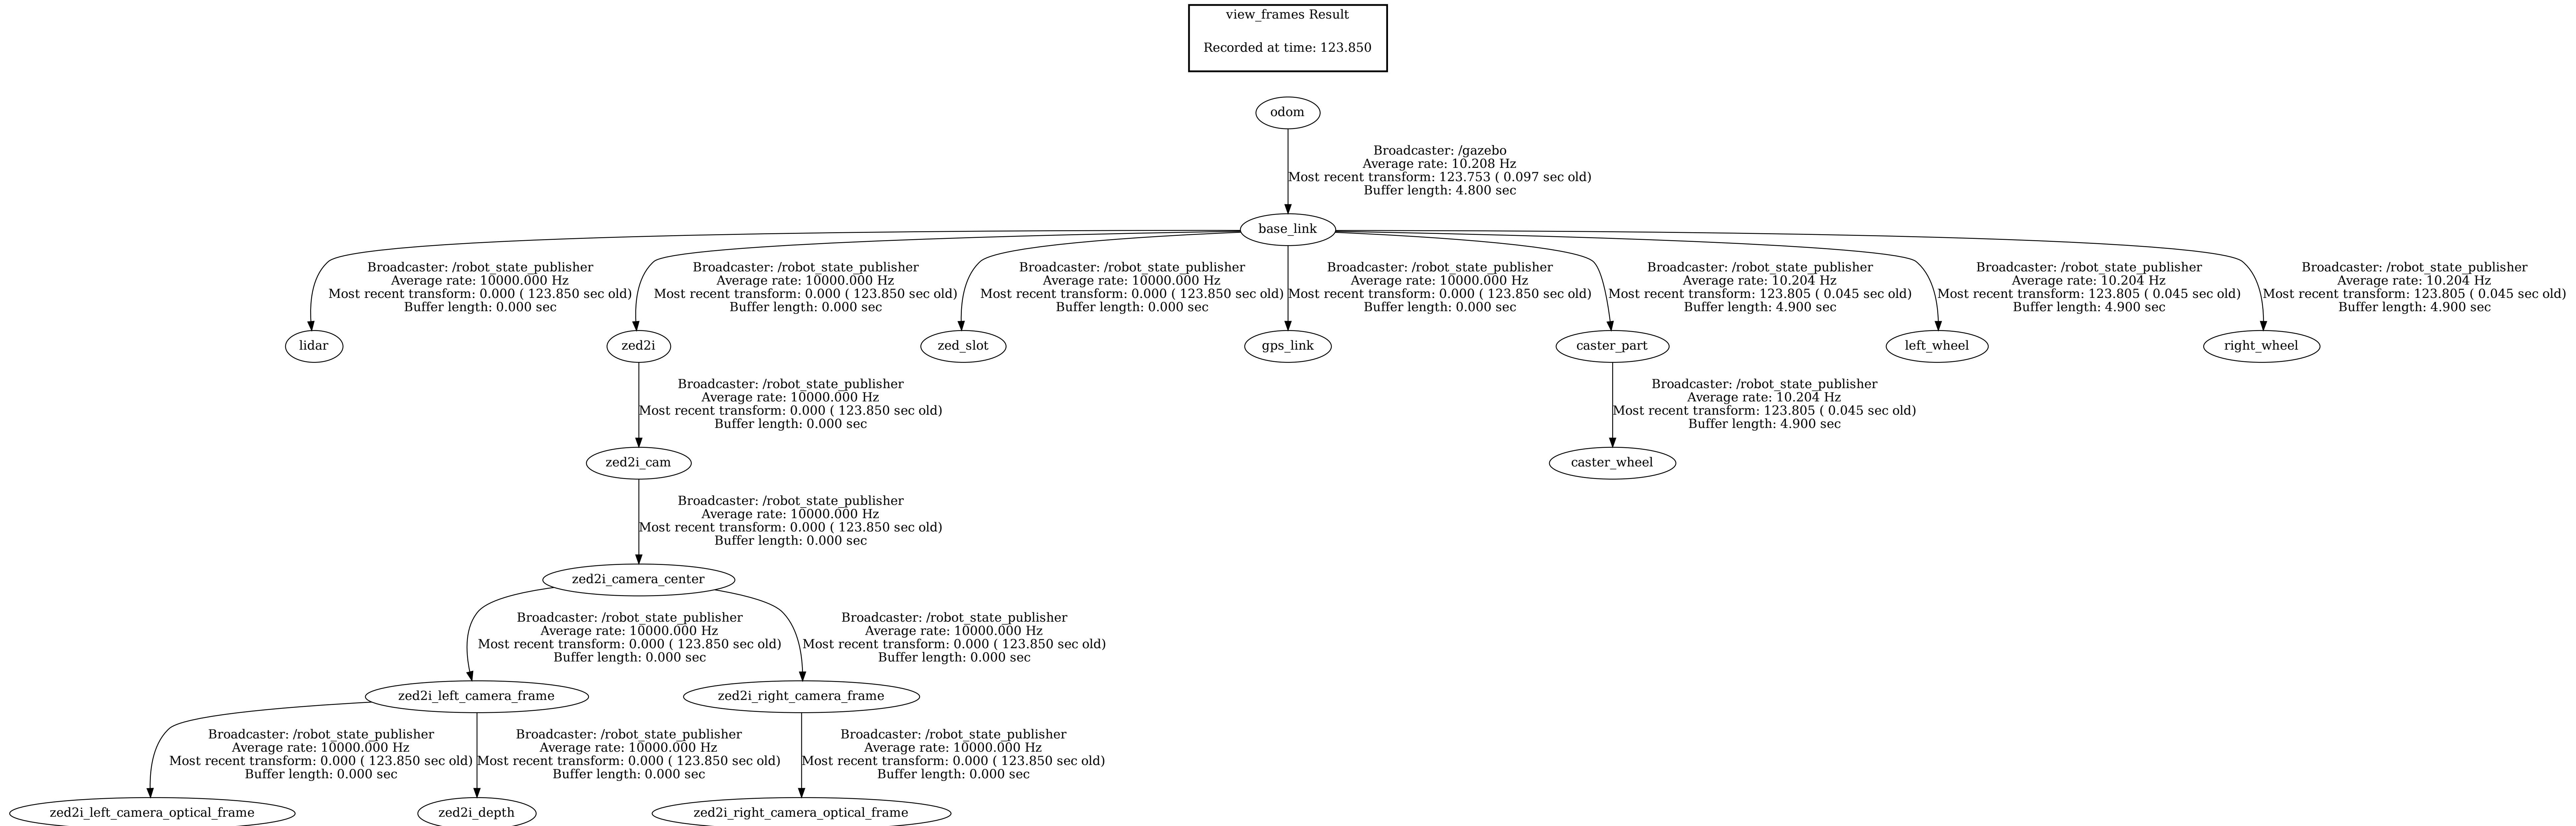 view_frames Result
Recorded at time: 123.850
odom
Broadcaster: /gazebo
Average rate: 10.208 Hz
Most recent transform: 123.753 ( 0.097 sec old)
Buffer length: 4.800 sec
base_link
Broadcaster: /robot_state_publisher
Average rate: 10000.000 Hz
Most recent transform: 0.000 ( 123.850 sec old)
Buffer length: 0.000 sec
Broadcaster: /robot_state_publisher
Average rate: 10000.000 Hz
Most recent transform: 0.000 ( 123.850 sec old)
Buffer length: 0.000 sec
Broadcaster: /robot_state_publisher
Average rate: 10000.000 Hz
Most recent transform: 0.000 ( 123.850 sec old)
Buffer length: 0.000 sec
Broadcaster: /robot_state_publisher
Average rate: 10000.000 Hz
Most recent transform: 0.000 ( 123.850 sec old)
Buffer length: 0.000 sec
Broadcaster: /robot_state_publisher
Average rate: 10.204 Hz
Most recent transform: 123.805 ( 0.045 sec old)
Buffer length: 4.900 sec
Broadcaster: /robot_state_publisher
Average rate: 10.204 Hz
Most recent transform: 123.805 ( 0.045 sec old)
Buffer length: 4.900 sec
Broadcaster: /robot_state_publisher
Average rate: 10.204 Hz
Most recent transform: 123.805 ( 0.045 sec old)
Buffer length: 4.900 sec
lidar
zed2i
zed_slot
gps_link
caster_part
left_wheel
right_wheel
Broadcaster: /robot_state_publisher
Average rate: 10000.000 Hz
Most recent transform: 0.000 ( 123.850 sec old)
Buffer length: 0.000 sec
Broadcaster: /robot_state_publisher
Average rate: 10.204 Hz
Most recent transform: 123.805 ( 0.045 sec old)
Buffer length: 4.900 sec
zed2i_cam
caster_wheel
Broadcaster: /robot_state_publisher
Average rate: 10000.000 Hz
Most recent transform: 0.000 ( 123.850 sec old)
Buffer length: 0.000 sec
zed2i_camera_center
Broadcaster: /robot_state_publisher
Average rate: 10000.000 Hz
Most recent transform: 0.000 ( 123.850 sec old)
Buffer length: 0.000 sec
Broadcaster: /robot_state_publisher
Average rate: 10000.000 Hz
Most recent transform: 0.000 ( 123.850 sec old)
Buffer length: 0.000 sec
zed2i_left_camera_frame
zed2i_right_camera_frame
Broadcaster: /robot_state_publisher
Average rate: 10000.000 Hz
Most recent transform: 0.000 ( 123.850 sec old)
Buffer length: 0.000 sec
Broadcaster: /robot_state_publisher
Average rate: 10000.000 Hz
Most recent transform: 0.000 ( 123.850 sec old)
Buffer length: 0.000 sec
Broadcaster: /robot_state_publisher
Average rate: 10000.000 Hz
Most recent transform: 0.000 ( 123.850 sec old)
Buffer length: 0.000 sec
zed2i_left_camera_optical_frame
zed2i_depth
zed2i_right_camera_optical_frame